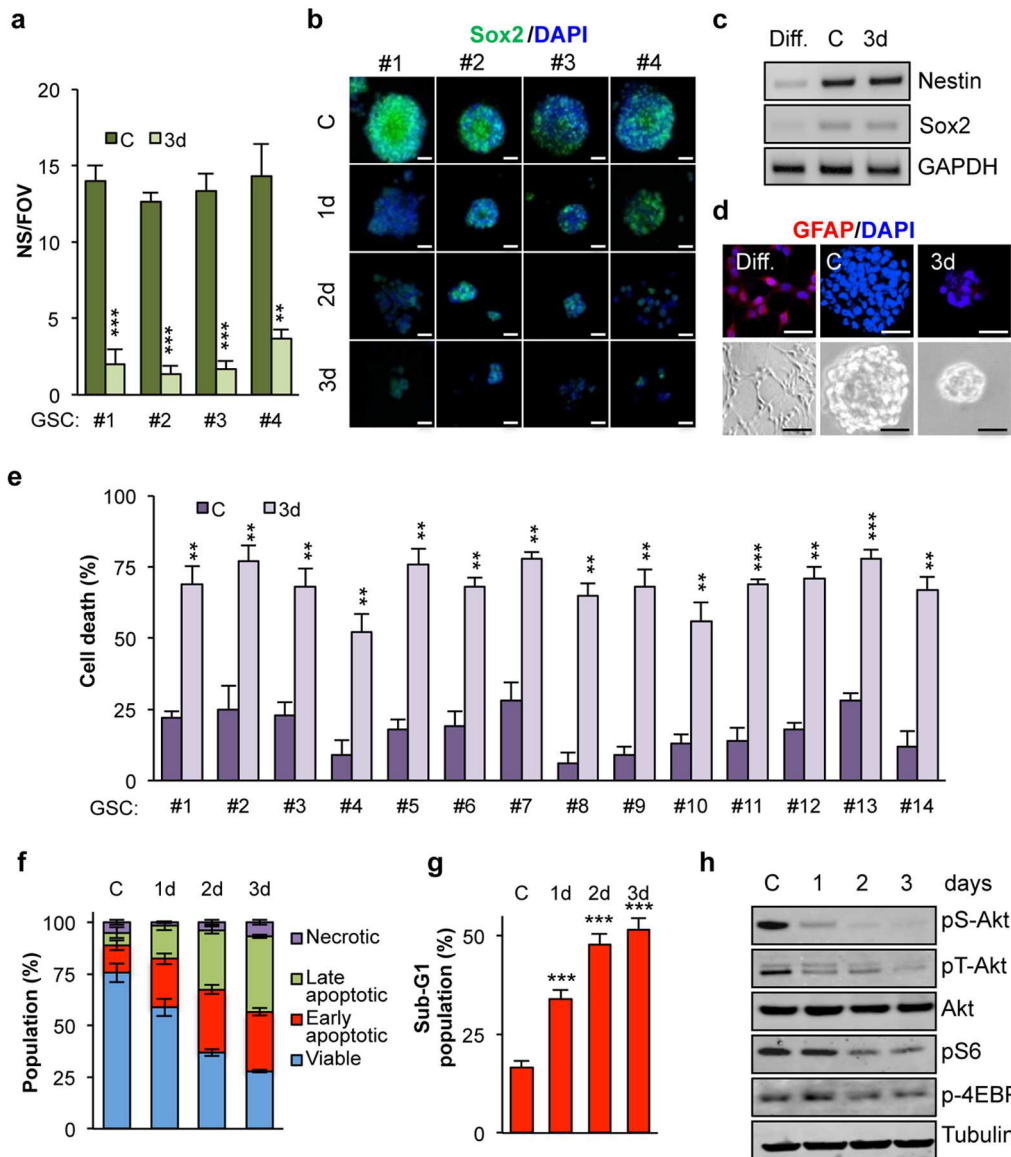 a
20
15
10
5
0
NS/FOV
C 3d
*** *** *** **
GSC: #1 #2 #3 #4
b
Sox2/DAPI
#1 #2 #3 #4
C
1d
2d
3d
c
Diff. C 3d
Nestin
Sox2
GAPDH
d
GFAP/DAPI
Diff. C 3d
e
100
75
50
25
0
Cell death (%)
C 3d
** ** ** ** ** ** ** ** ** ** *** ** *** **
GSC: #1 #2 #3 #4 #5 #6 #7 #8 #9 #10 #11 #12 #13 #14
f
C 1d 2d 3d
100
75
50
25
0
Population (%)
Necrotic
Late
apoptotic
Early
apoptotic
Viable
g
C 1d 2d 3d
*** *** ***
50
25
0
Sub-G1
population (%)
h
C 1 2 3 days
pS-Akt
pT-Akt
Akt
pS6
p-4EBP
Tubulin